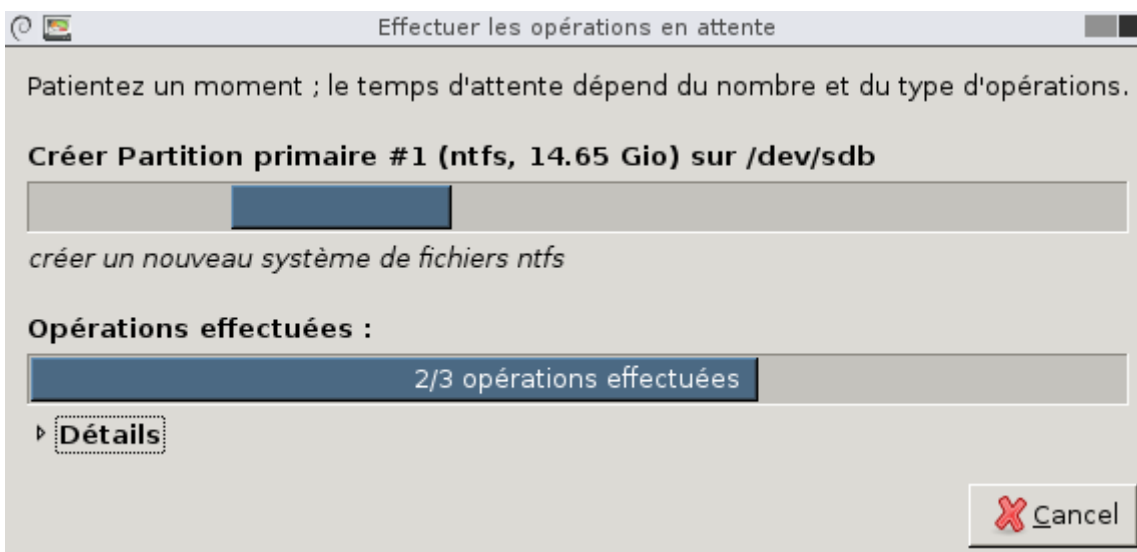 Effectuer les opérations en attente
Patientez un moment ; le temps d'attente dépend du nombre et du type d'opérations.
Créer Partition primaire #1 (ntfs, 14.65 Gio) sur /dev/sdb
créer un nouveau système de fichiers ntfs
Opérations effectuées :
2/3 opérations effectuées
Détails
Cancel